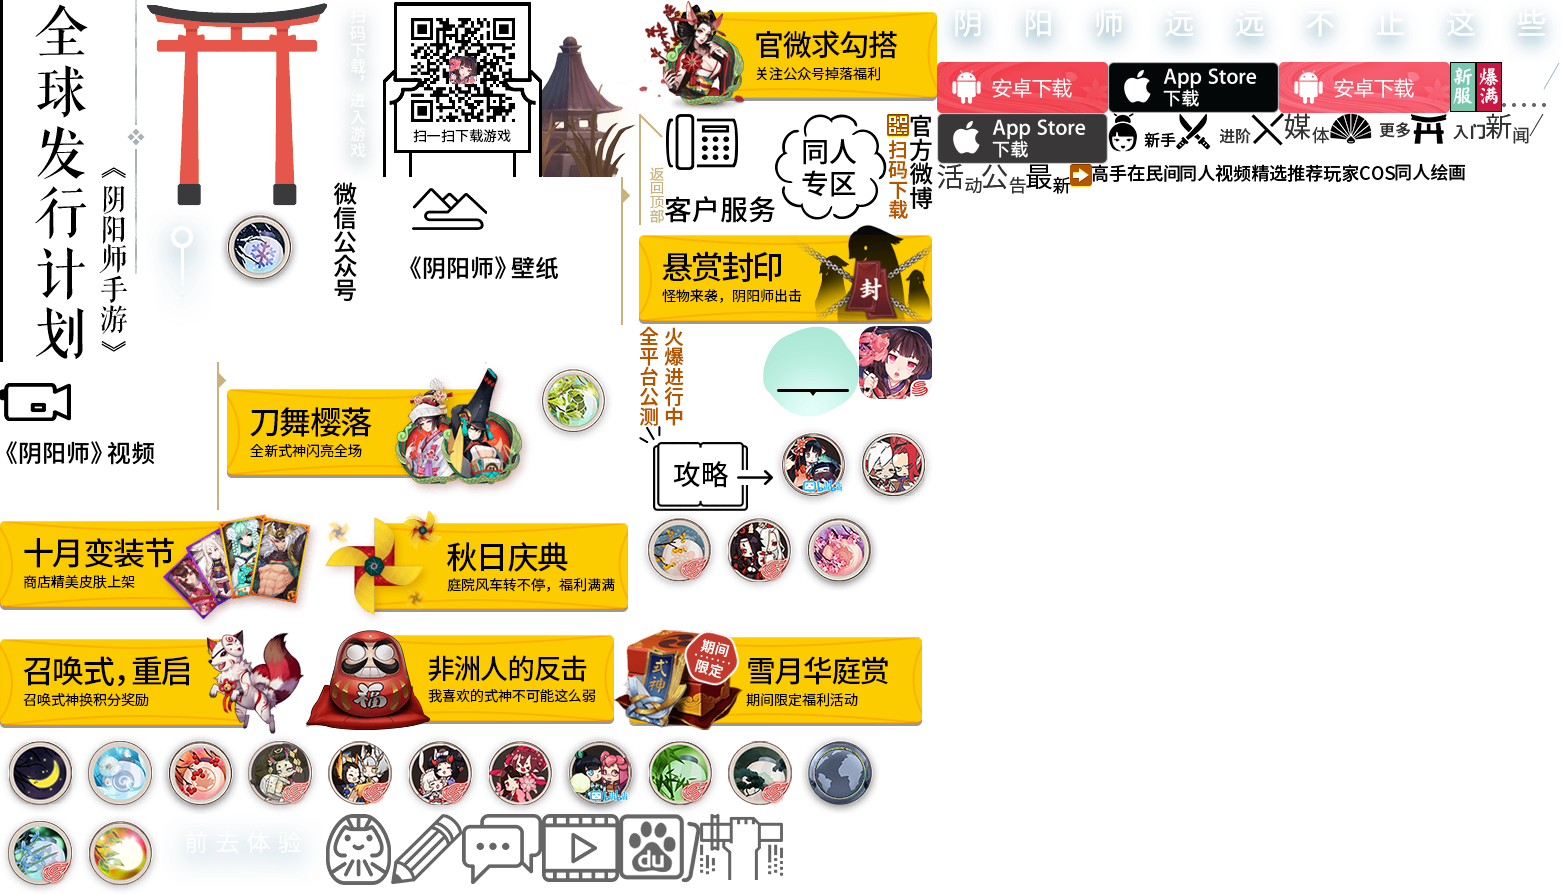 全球发行计划
《阴阳师手游》
扫码下载，进入游戏
扫一扫下载游戏
微信公众号
《阴阳师》壁纸
官微求勾搭
关注公众号掉落福利
返回顶部
客户服务
同人
专区
扫码下载
官方微博
阴阳师远远不止这些
安卓下载
App Store
下载
安卓下载
新服
爆满
App Store
下载
新手
进阶
媒体
更多
入门
新闻
活动
公告
最新
高手在民间
同人视频
精选推荐
玩家COS
同人绘画
悬赏封印
怪物来袭，阴阳师出击
封
火爆进行中
全平台公测
攻略
《阴阳师》视频
刀舞樱落
全新式神闪亮全场
十月变装节
商店精美皮肤上架
秋日庆典
庭院风车转不停，福利满满
召唤式，重启
召唤式神换积分奖励
福
非洲人的反击
我喜欢的式神不可能这么弱
式神
期间
限定
雪月华庭赏
期间限定福利活动
前去体验
du